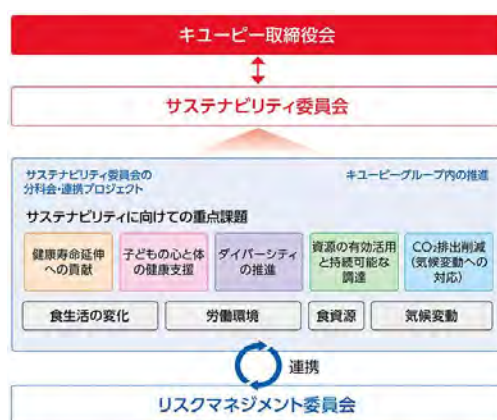 キユーピー取締役会
サステナビリティ委員会
サステナビリティ委員会の
分科会・連携プロジェクト
キユーピーグループ内の推進
サステナビリティに向けての重点課題
健康寿命延伸
への貢献
子どもの心と体
の健康支援
ダイバーシティ
の推進
資源の有効活用
と持続可能な
調達
CO₂排出削減
(気候変動への
対応)
食生活の変化
労働環境
食資源
気候変動
連携
リスクマネジメント委員会